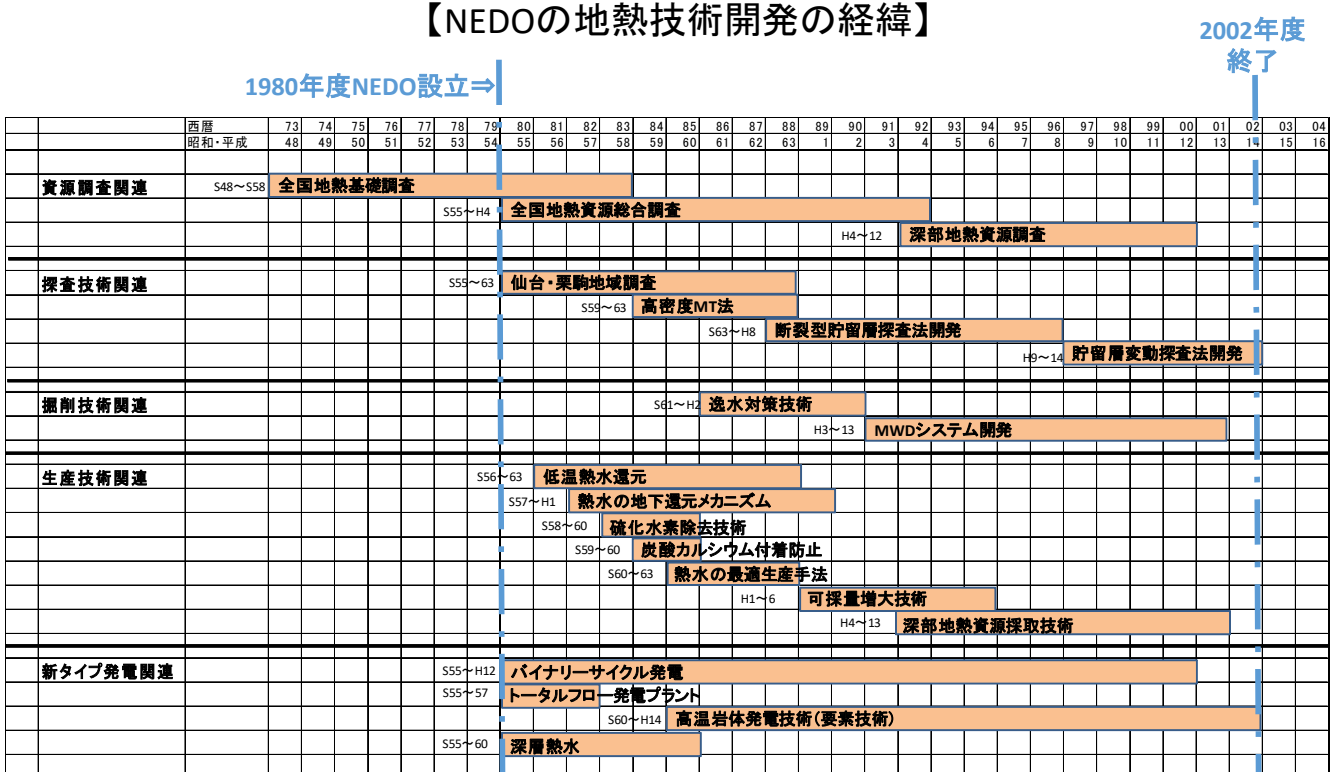 【NEDOの地熱技術開発の経緯】
2002年度
終了
1980年度NEDO設立⇒
西暦 73 74 75 76 77 78 79 80 81 82 83 84 85 86 87 88 89 90 91 92 93 94 95 96 97 98 99 00 01 02 03 04
昭和・平成 48 49 50 51 52 53 54 55 56 57 58 59 60 61 62 63 1 2 3 4 5 6 7 8 9 10 11 12 13 14 15 16
資源調査関連 S48～S58 全国地熱基礎調査
S55～H4 全国地熱資源総合調査
H4～12 深部地熱資源調査
探査技術関連 S55～63 仙台・栗駒地域調査
S59～63 高密度MT法
S63～H8 断裂型貯留層探査法開発
H9～14 貯留層変動探査法開発
掘削技術関連 S61～H2 逸水対策技術
H3～13 MWDシステム開発
生産技術関連 S56～63 低温熱水還元
S57～H1 熱水の地下還元メカニズム
S58～60 硫化水素除去技術
S59～60 炭酸カルシウム付着防止
S60～63 熱水の最適生産手法
H1～6 可採量増大技術
H4～13 深部地熱資源採取技術
新タイプ発電関連 S55～H12 バイナリーサイクル発電
S55～57 トータルフロー発電プラント
S60～H14 高温岩体発電技術(要素技術)
S55～60 深層熱水